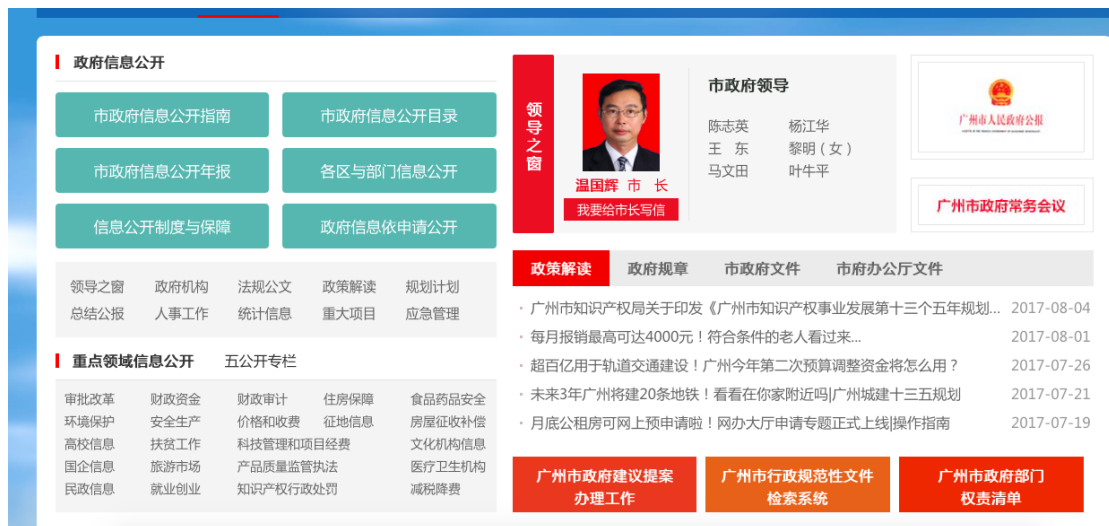 政府信息公开
市政府信息公开指南 市政府信息公开目录
市政府信息公开年报 各区与部门信息公开
信息公开制度与保障 政府信息依申请公开
领导之窗 政府机构 法规公文 政策解读 规划计划
总结公报 人事工作 统计信息 重大项目 应急管理
重点领域信息公开 五公开专栏
审批改革 财政资金 财政审计 住房保障 食品药品安全
环境保护 安全生产 价格和收费 征地信息 房屋征收补偿
高校信息 扶贫工作 科技管理和项目经费 文化机构信息
国企信息 旅游市场 产品质量监管执法 医疗卫生机构
民政信息 就业创业 知识产权行政处罚 减税降费
领导之窗
温国辉 市 长
我要给市长写信
市政府领导
陈志英 杨江华
王 东 黎明（女）
马文田 叶牛平
广州市人民政府公报
广州市政府常务会议
政策解读 政府规章 市政府文件 市府办公厅文件
· 广州市知识产权局关于印发《广州市知识产权事业发展第十三个五年规划... 2017-08-04
· 每月报销最高可达4000元！符合条件的老人看过来... 2017-08-01
· 超百亿用于轨道交通建设！广州今年第二次预算调整资金将怎么用？ 2017-07-26
· 未来3年广州将建20条地铁！看看在你家附近吗|广州城建十三五规划 2017-07-21
· 月底公租房可网上预申请啦！网办大厅申请专题正式上线|操作指南 2017-07-19
广州市政府建议提案
办理工作
广州市行政规范性文件
检索系统
广州市政府部门
权责清单